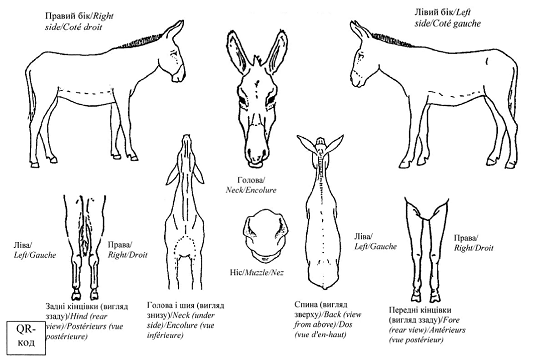 Правий бік/Right
side/Coté droit
Лівий бік/Left
side/Coté gauche
Голова/
Neck/Encolure
Ліва/
Left/Gauche
Права/
Right/Droit
Ніс/Muzzle/Nez
Ліва/
Left/Gauche
Права/
Right/Droit
Задні кінцівки (вигляд
ззаду)/Hind (rear
view)/Postérieurs (vue
postérieure)
Голова і шия (вигляд
знизу)/Neck (under
side)/Encolure (vue
inférieure)
Спина (вигляд
зверху)/Back (view
from above)/Dos
(vue d'en-haut)
Передні кінцівки
(вигляд ззаду)/Fore
(rear view)/Antérieurs
(vue postérieur)
QR-
код